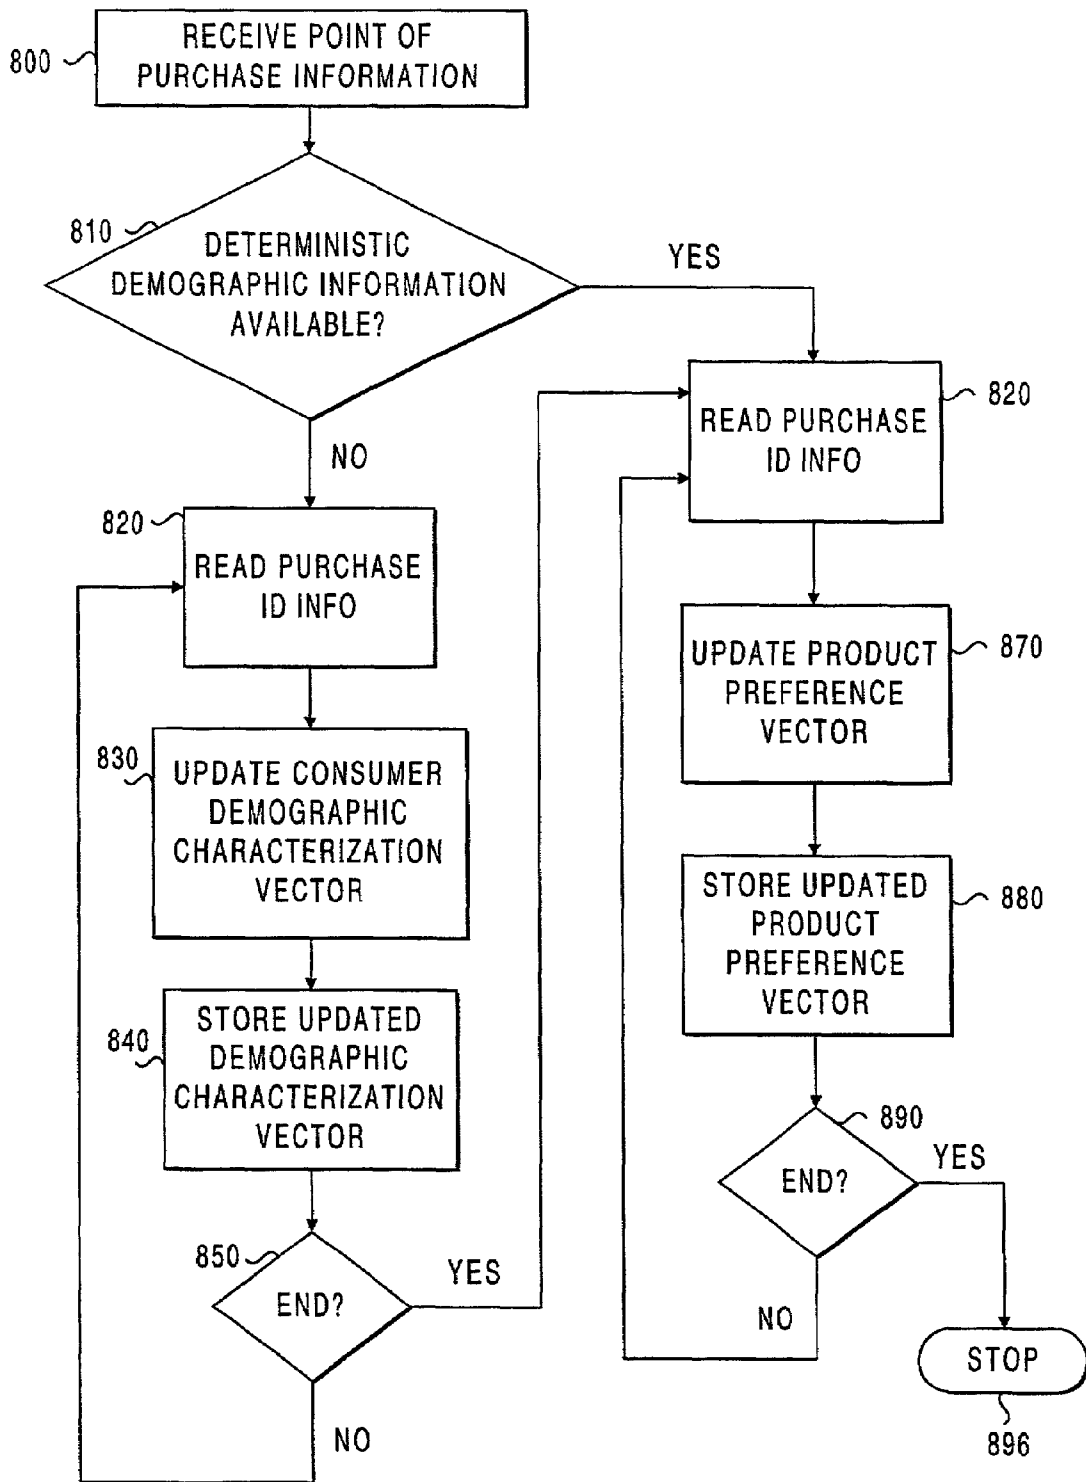 800
RECEIVE POINT OF
PURCHASE INFORMATION
810
DETERMINISTIC
DEMOGRAPHIC INFORMATION
AVAILABLE?
YES
NO
820
READ PURCHASE
ID INFO
830
UPDATE CONSUMER
DEMOGRAPHIC
CHARACTERIZATION
VECTOR
840
STORE UPDATED
DEMOGRAPHIC
CHARACTERIZATION
VECTOR
850
END?
YES
NO
820
READ PURCHASE
ID INFO
870
UPDATE PRODUCT
PREFERENCE
VECTOR
880
STORE UPDATED
PRODUCT
PREFERENCE
VECTOR
890
END?
YES
NO
STOP
896